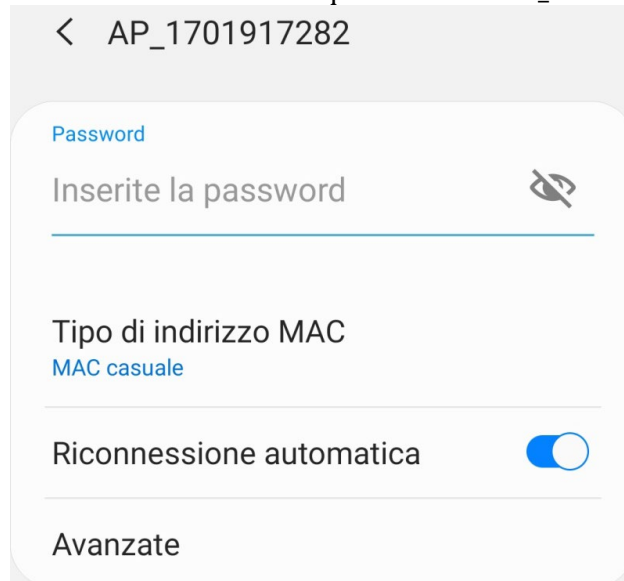 AP_1701917282
Password
Inserite la password
Tipo di indirizzo MAC
MAC casuale
Riconnessione automatica
Avanzate